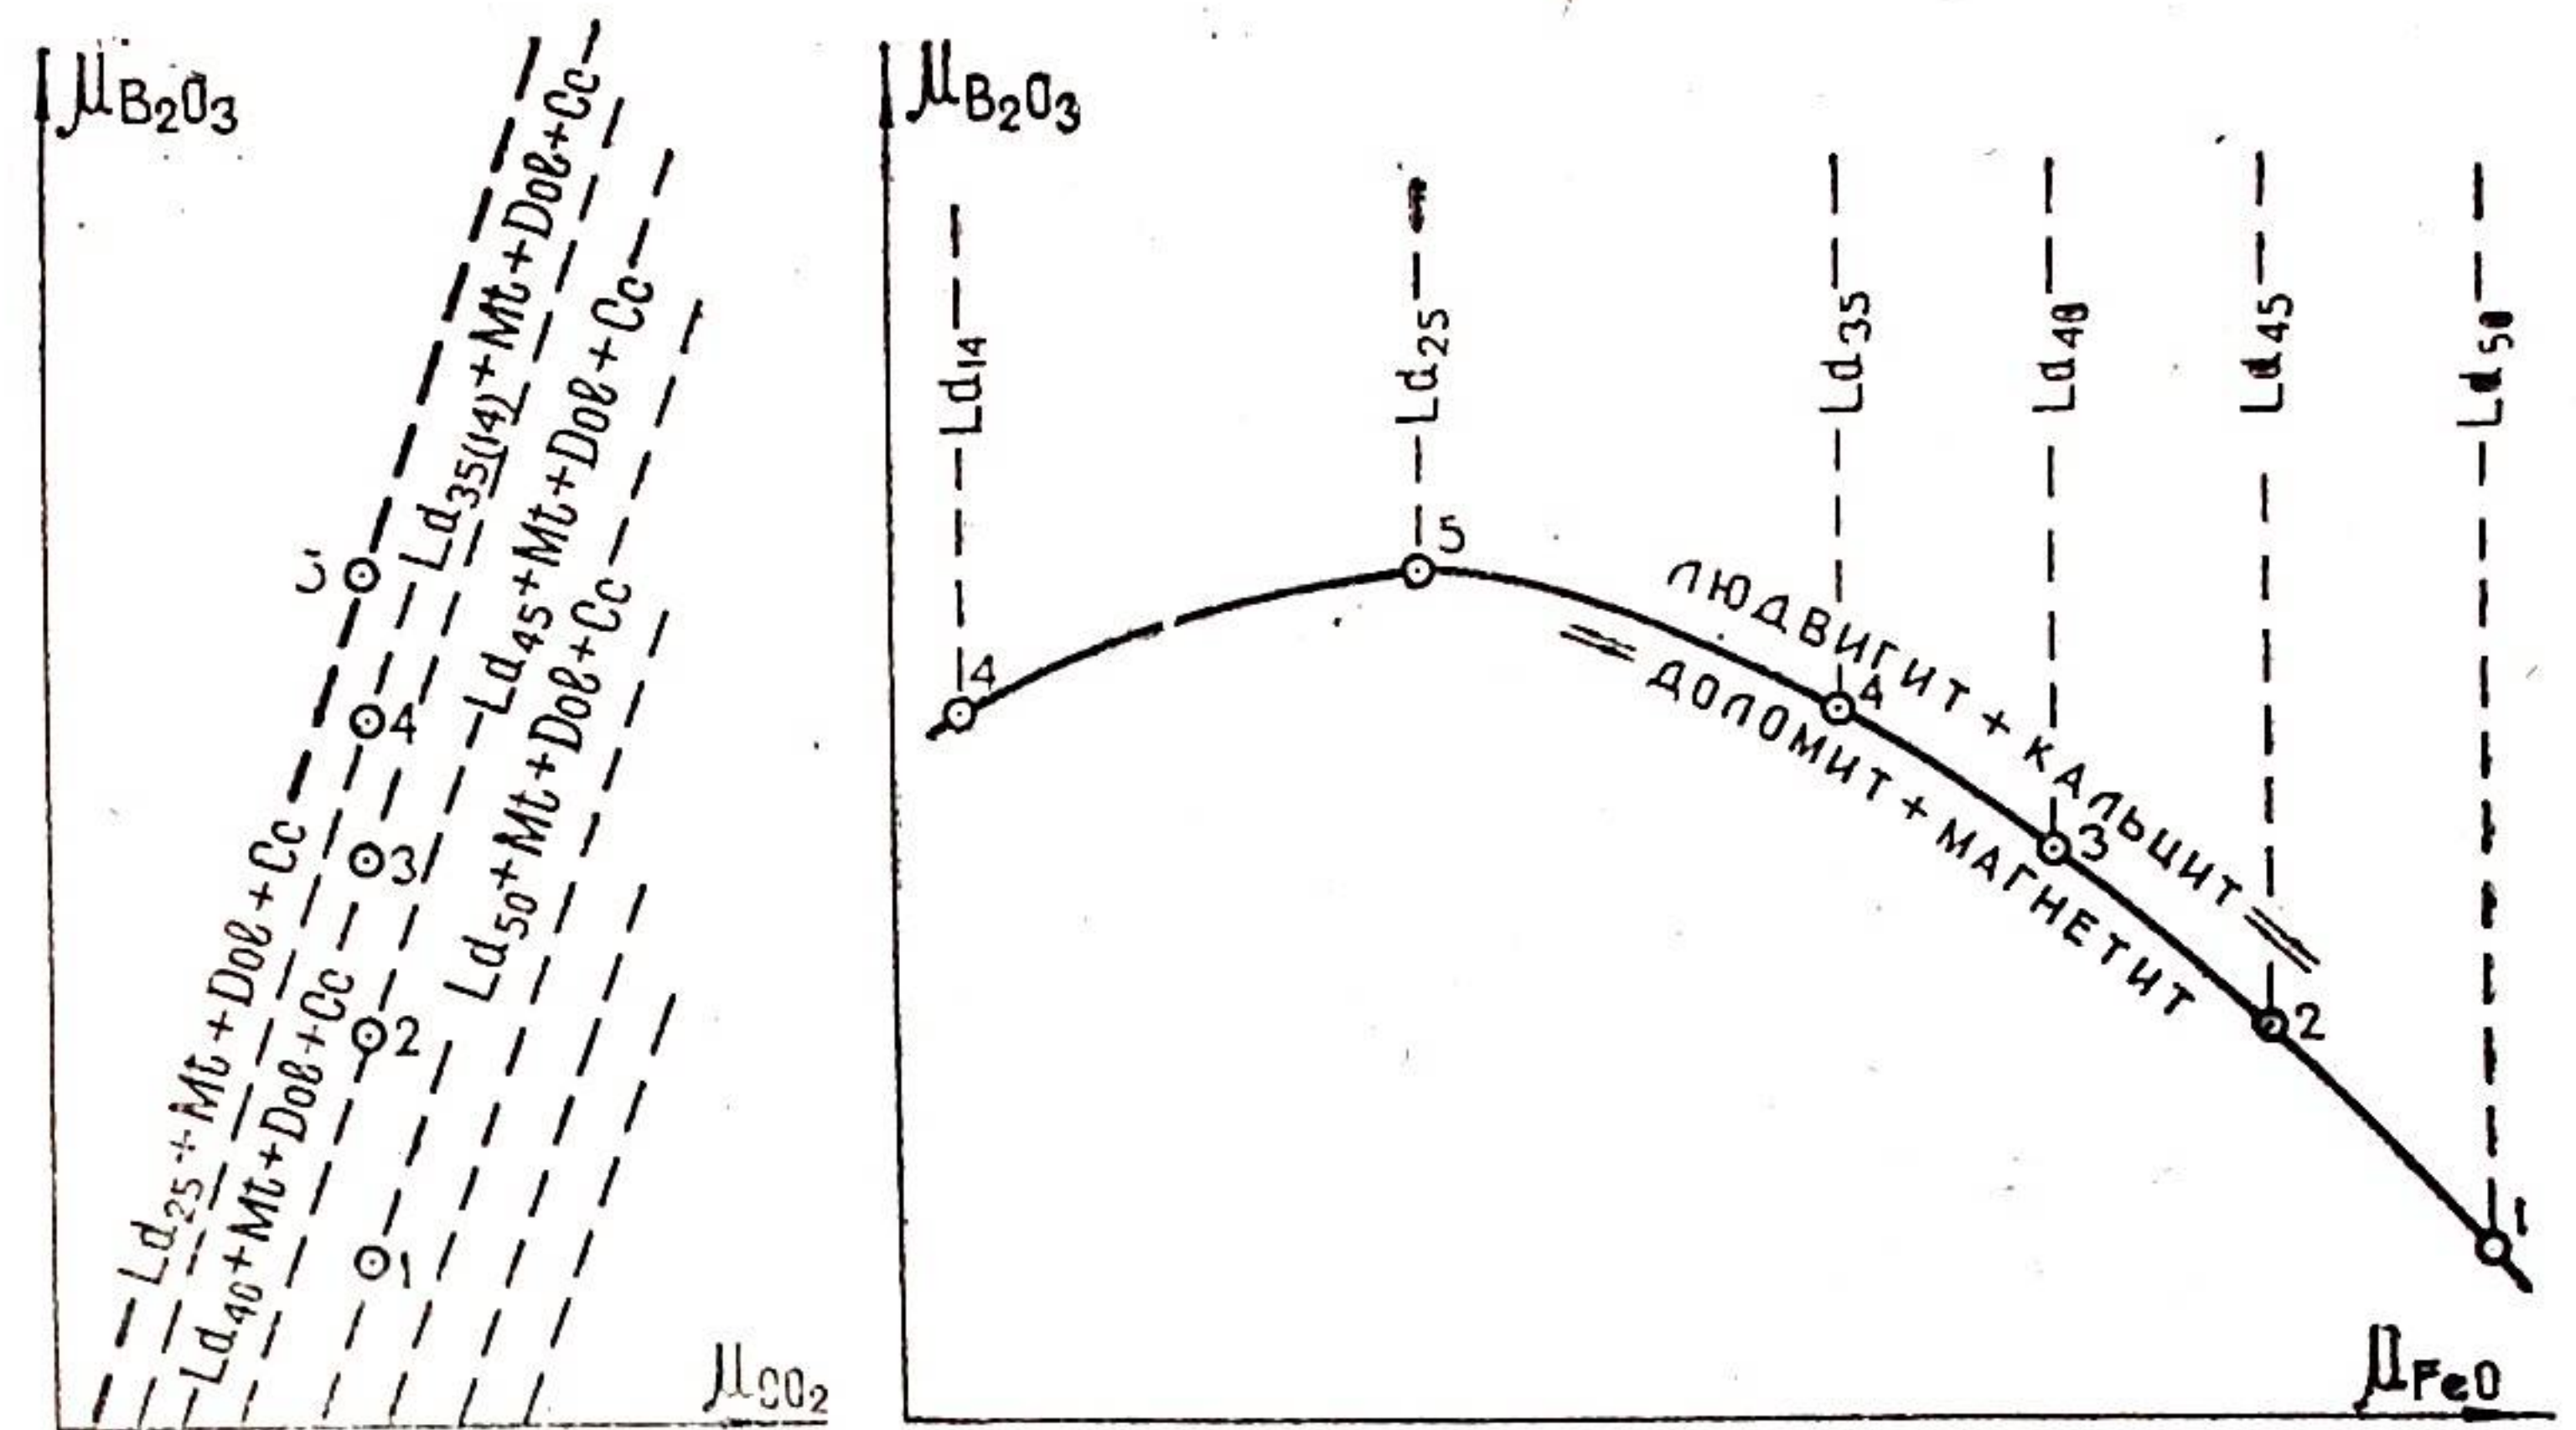 μB₂O₃
Ld₂₅+Mt+Dol+Cc
Ld₃₅₍₁₄₎+Mt+Dol+Cc
Ld₄₀+Mt+Dol+Cc
Ld₄₅+Mt+Dol+Cc
Ld₅₀+Mt+Dol+Cc
4
3
2
1
μCO₂
μB₂O₃
Ld₁₄
Ld₂₅
Ld₃₅
Ld₄₀
Ld₄₅
Ld₅₀
4
5
4
3
2
1
ЛЮДВИГИТ + КАЛЬЦИТ
ДОЛОМИТ + МАГНЕТИТ
μFeO